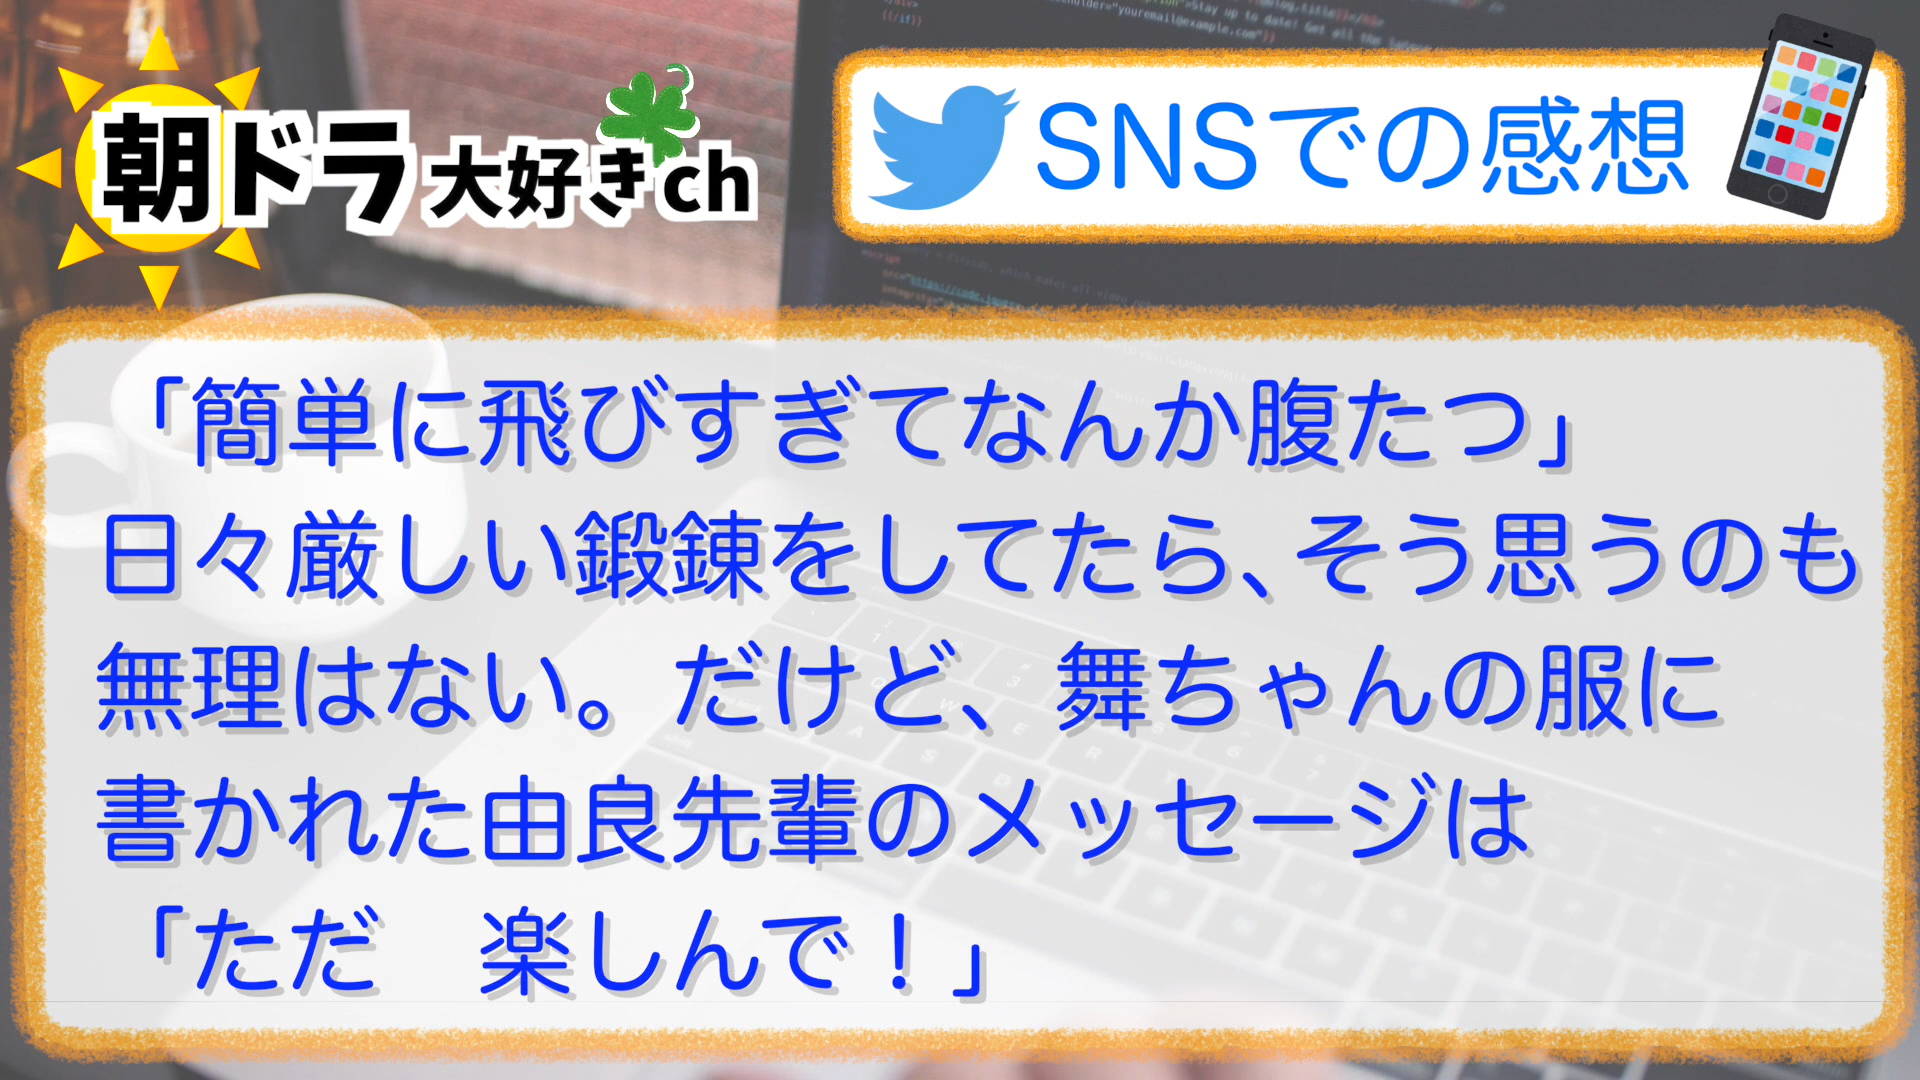 朝ドラ大好きch
SNSでの感想
「簡単に飛びすぎてなんか腹たつ」
日々厳しい鍛錬をしてたら、そう思うのも
無理はない。だけど、舞ちゃんの服に
書かれた由良先輩のメッセージは
「ただ　楽しんで！」